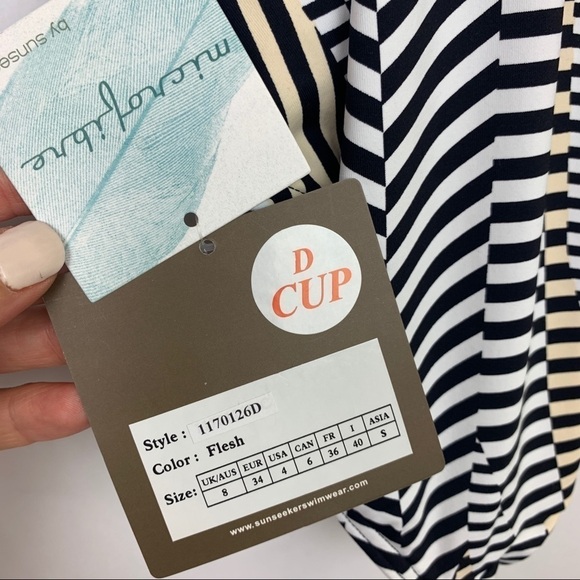 by sunse
microfibre
D
CUP
Style : 1170126D
Color : Flesh
Size: UK/AUS EUR USA CAN FR I ASIA
8 34 4 6 36 40 S
www.sunseekerswimwear.com